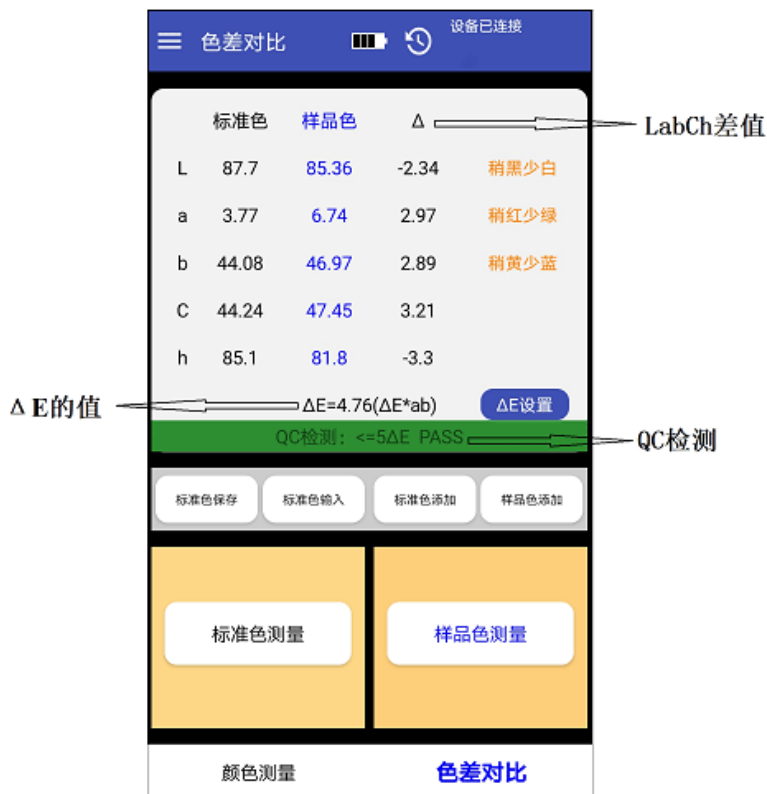 色差对比 设备已连接
标准色 样品色 Δ LabCh差值
L 87.7 85.36 -2.34 稍黑少白
a 3.77 6.74 2.97 稍红少绿
b 44.08 46.97 2.89 稍黄少蓝
C 44.24 47.45 3.21
h 85.1 81.8 -3.3
ΔE的值 ΔE=4.76(ΔE*ab) ΔE设置
QC检测: <=5ΔE PASS QC检测
标准色保存 标准色输入 标准色添加 样品色添加
标准色测量 样品色测量
颜色测量 色差对比